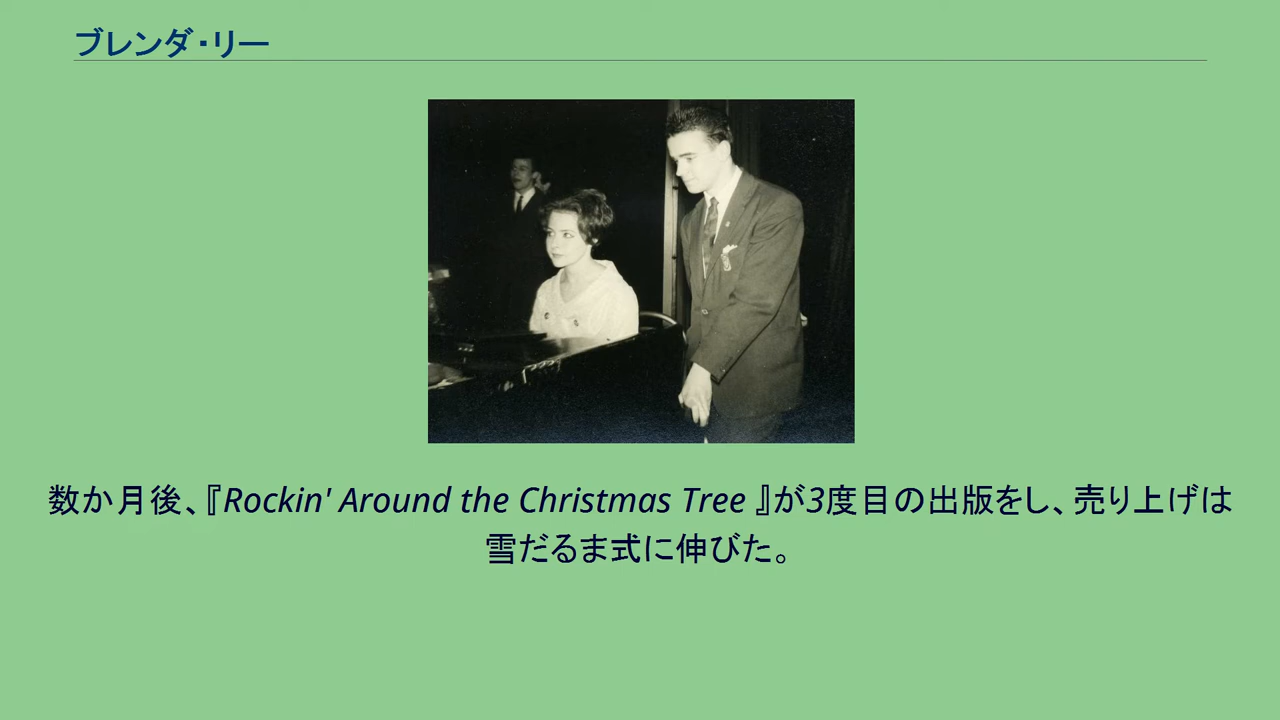 ブレンダ・リー
数か月後、『Rockin' Around the Christmas Tree 』が3度目の出版をし、売り上げは
雪だるま式に伸びた。